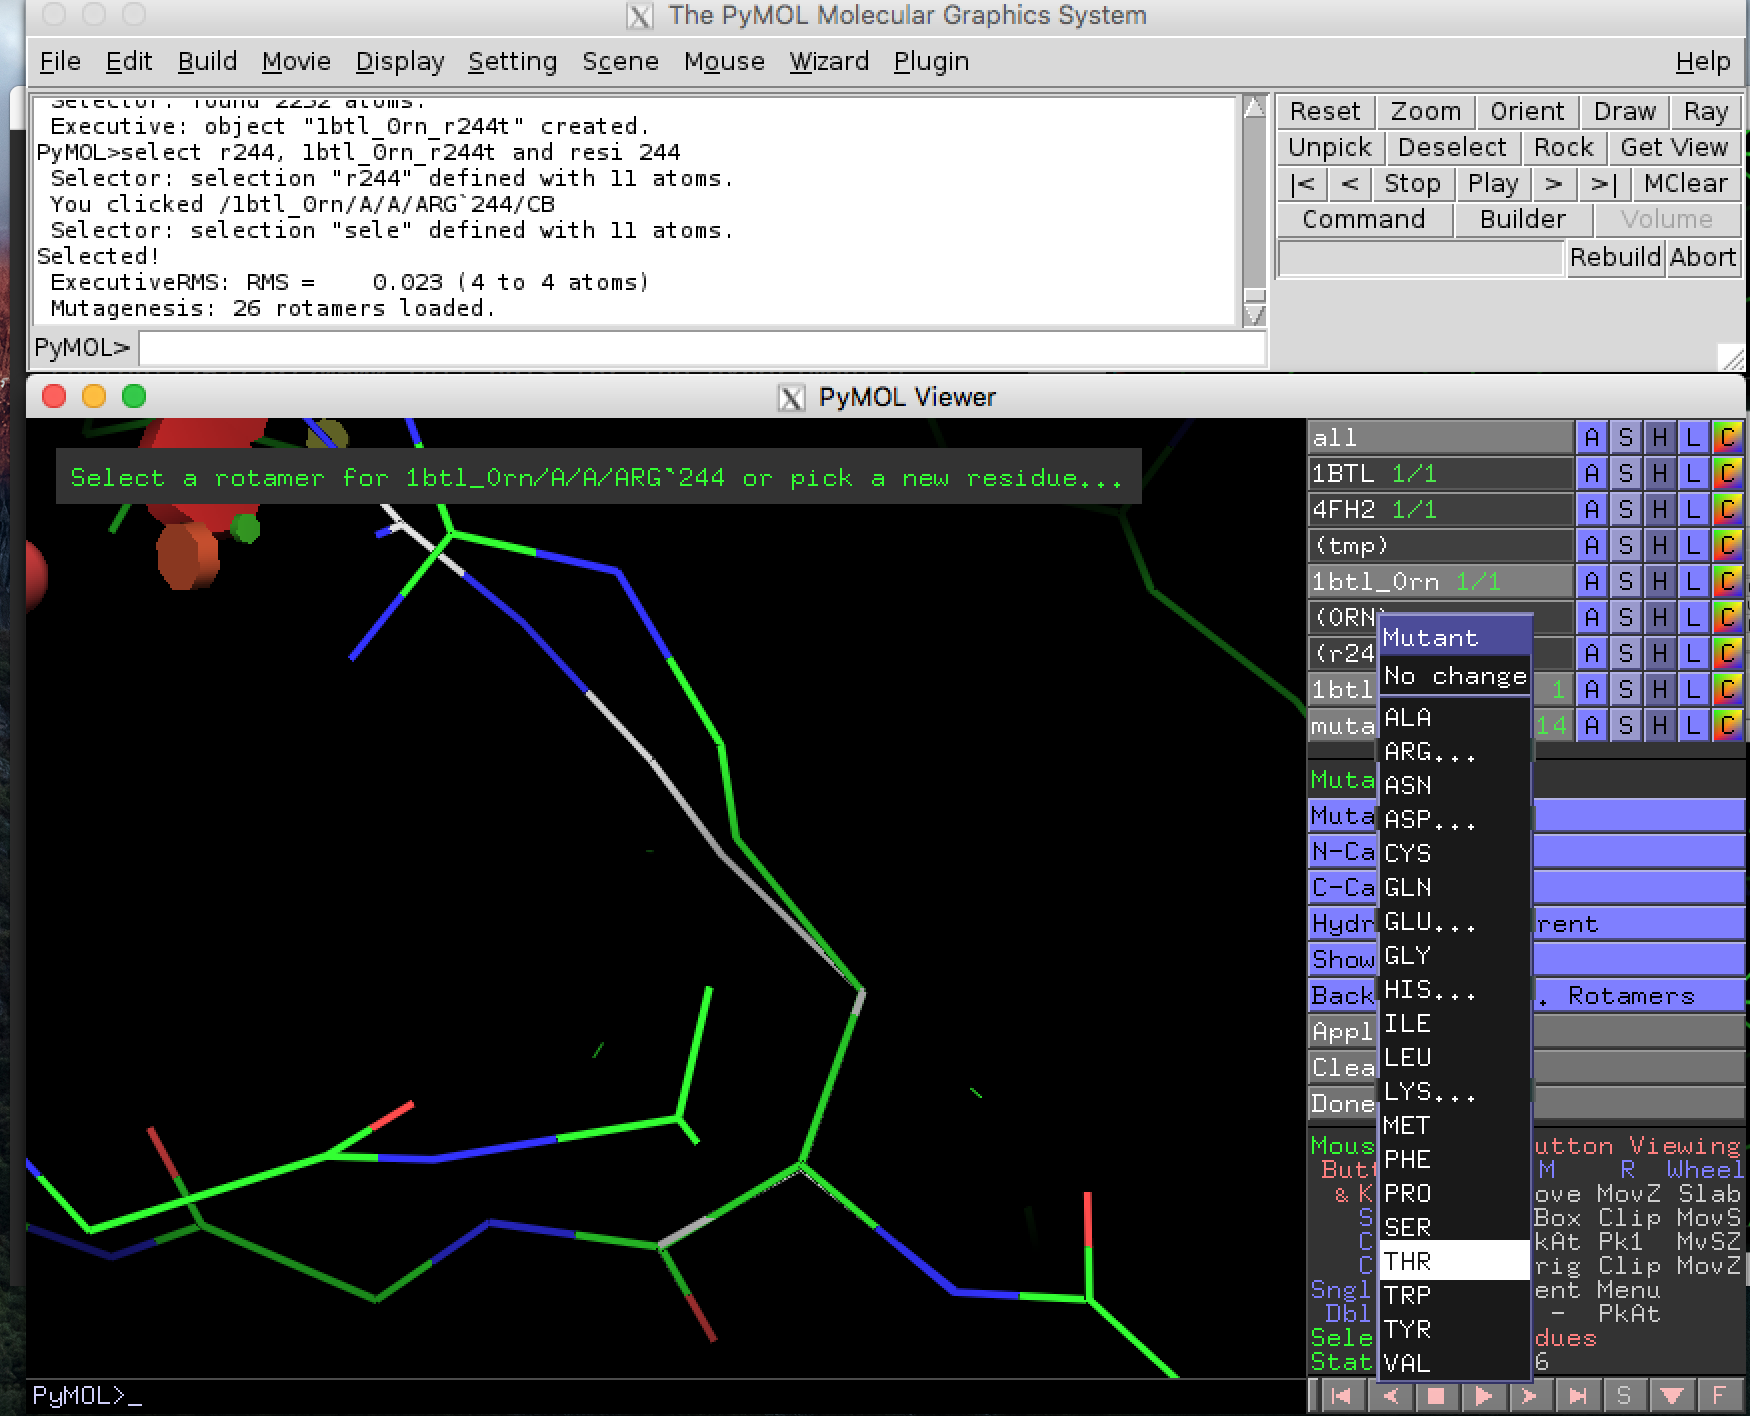 The PyMOL Molecular Graphics System
File Edit Build Movie Display Setting Scene Mouse Wizard Plugin Help
Selector: found 2232 atoms.
Executive: object "1btl_Orn_r244t" created.
PyMOL>select r244, 1btl_Orn_r244t and resi 244
Selector: selection "r244" defined with 11 atoms.
You clicked /1btl_Orn/A/A/ARG`244/CB
Selector: selection "sele" defined with 11 atoms.
Selected!
ExecutiveRMS: RMS = 0.023 (4 to 4 atoms)
Mutagenesis: 26 rotamers loaded.
PyMOL>
Reset Zoom Orient Draw Ray
Unpick Deselect Rock Get View
|< < Stop Play > >| MClear
Command Builder Volume
Rebuild Abort
PyMOL Viewer
Select a rotamer for 1btl_Orn/A/A/ARG`244 or pick a new residue...
all A S H L C
1BTL 1/1 A S H L C
4FH2 1/1 A S H L C
(tmp) A S H L C
1btl_Orn 1/1 A S H L C
(ORN) A S H L C
(r24 A S H L C
1btl 1 A S H L C
muta 14 A S H L C
Mutant
No change
ALA
ARG...
ASN
ASP...
CYS
GLN
GLU...
GLY
HIS...
ILE
LEU
LYS...
MET
PHE
PRO
SER
THR
TRP
TYR
VAL
Muta
Muta
N-Ca
C-Ca
Hydr rent
Show
Back . Rotamers
Appl
Clea
Done
Mous utton Viewing
Butt M R Wheel
& K ove MovZ Slab
S Box Clip MovS
C kAt Pk1 MvSZ
C rig Clip MovZ
Sngl ent Menu
Dbl - PkAt
Sele dues
Stat 6
PyMOL>_
S F